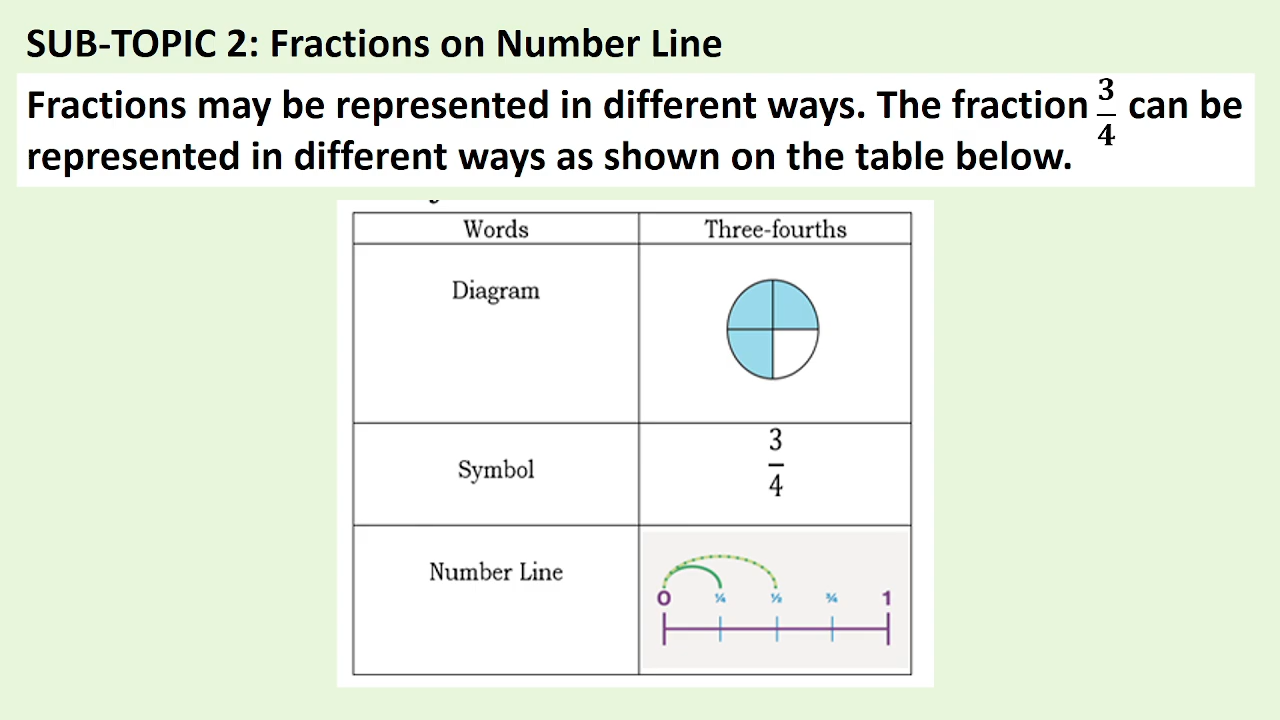 SUB-TOPIC 2: Fractions on Number Line
Fractions may be represented in different ways. The fraction 3/4 can be
represented in different ways as shown on the table below.
Words Three-fourths
Diagram
Symbol 3/4
Number Line
0 ¼ ½ ¾ 1